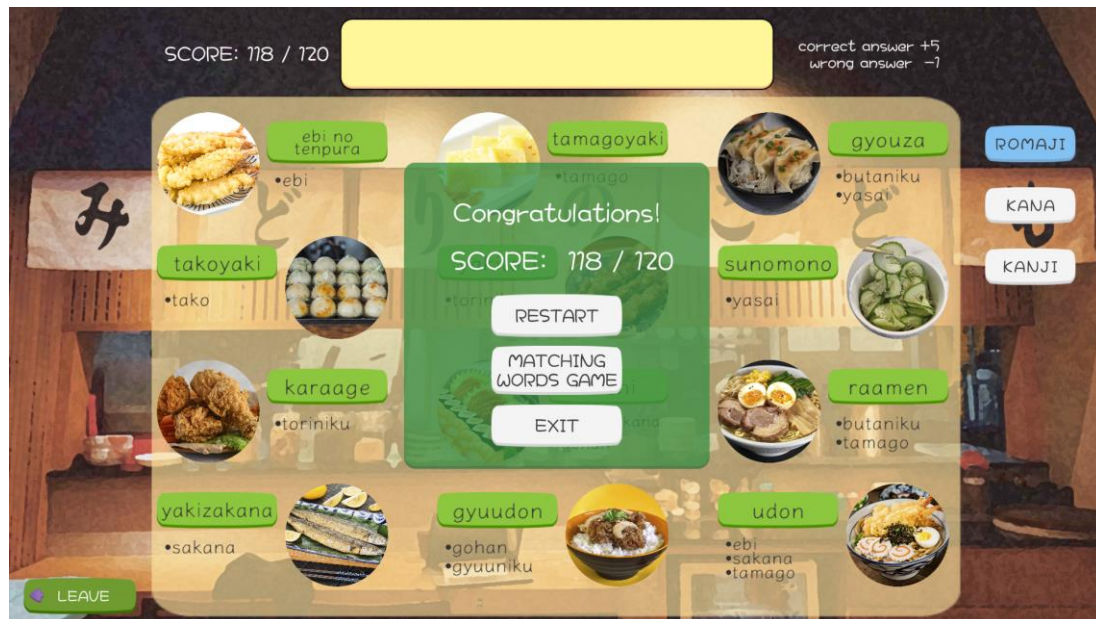 SCORE: 118 / 120
correct answer +5
wrong answer -1
ebi no
tenpura
•ebi
tamagoyaki
•tamago
gyouza
•butaniku
•yasai
ROMAJI
KANA
KANJI
み
ど
takoyaki
•tako
Congratulations!
SCORE: 118 / 120
RESTART
MATCHING
WORDS GAME
EXIT
sunomono
•yasai
karaage
•toriniku
raamen
•butaniku
•tamago
yakizakana
•sakana
gyuudon
•gohan
•gyuuniku
udon
•ebi
•sakana
•tamago
LEAVE